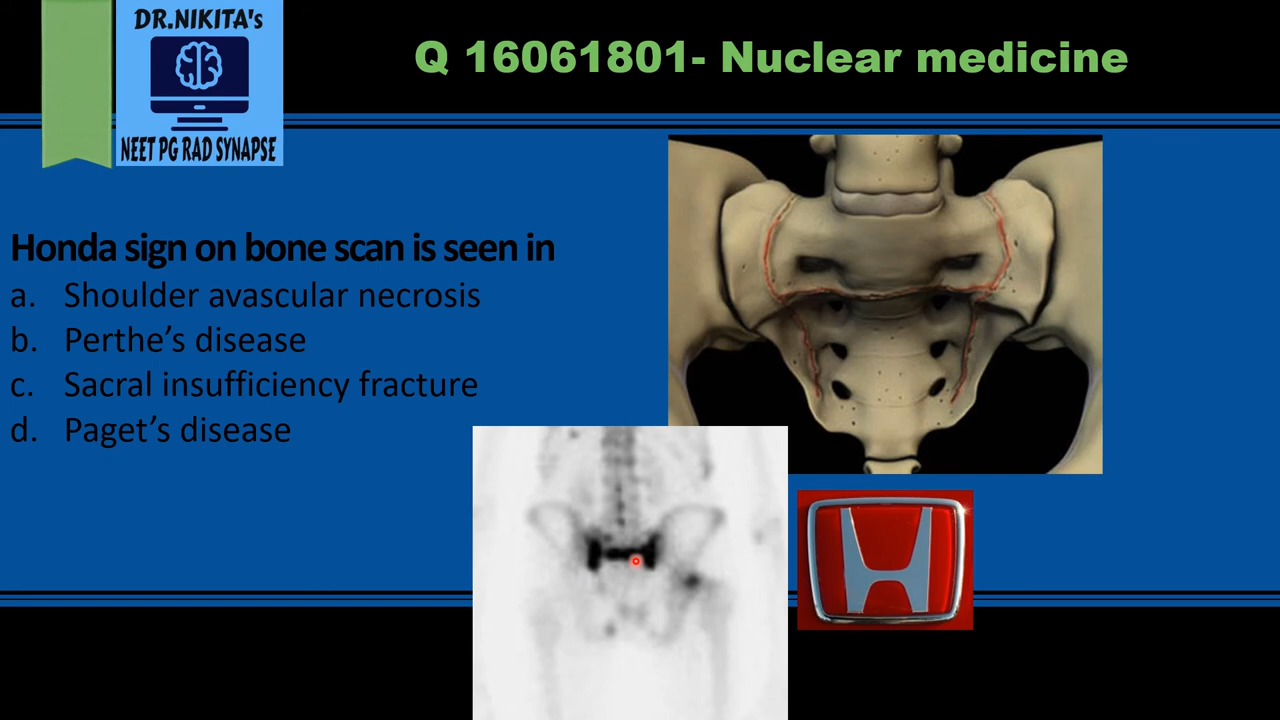 DR.NIKITA's
NEET PG RAD SYNAPSE
Q 16061801- Nuclear medicine
Honda sign on bone scan is seen in
a. Shoulder avascular necrosis
b. Perthe’s disease
c. Sacral insufficiency fracture
d. Paget’s disease